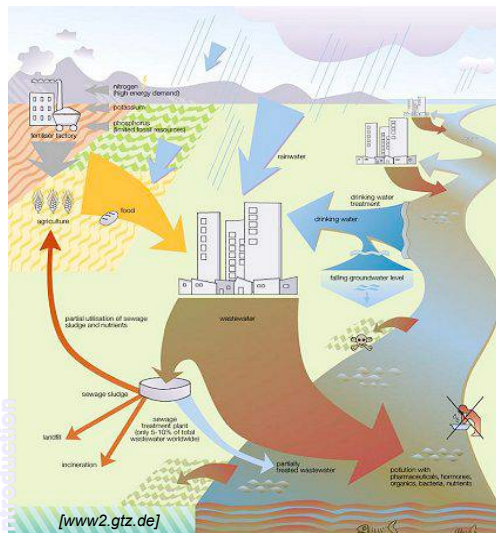 nitrogen
(high energy demand)
potassium
phosphorus
(limited fossil resources)
fertiliser factory
rainwater
agriculture
food
drinking water
treatment
drinking water
falling groundwater level
wastewater
partial utilisation of sewage
sludge and nutrients
sewage sludge
sewage
treatment plant
(only 5-10% of total
wastewater worldwide)
landfill
incineration
partially
treated wastewater
pollution with
pharmaceuticals, hormones,
organics, bacteria, nutrients
introduction
[www2.gtz.de]